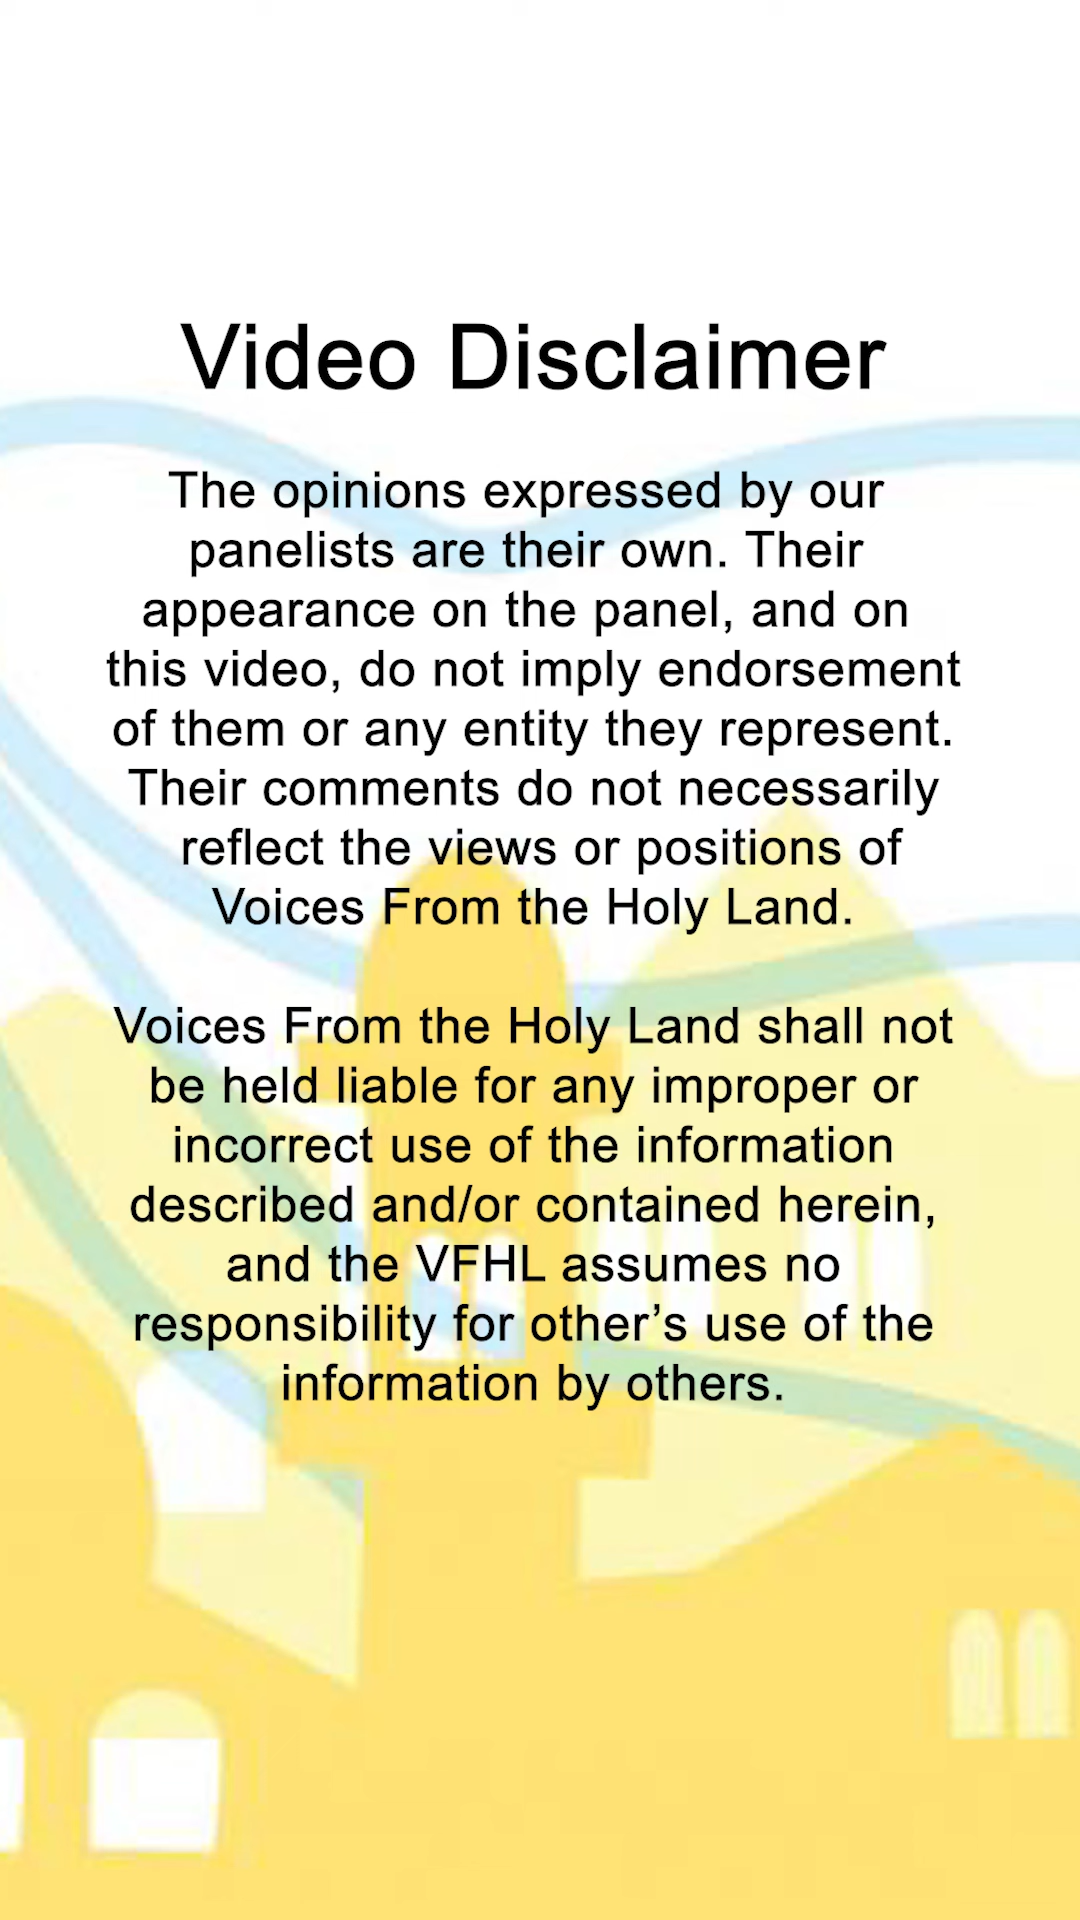 Video Disclaimer
The opinions expressed by our
panelists are their own. Their
appearance on the panel, and on
this video, do not imply endorsement
of them or any entity they represent.
Their comments do not necessarily
reflect the views or positions of
Voices From the Holy Land.
Voices From the Holy Land shall not
be held liable for any improper or
incorrect use of the information
described and/or contained herein,
and the VFHL assumes no
responsibility for other’s use of the
information by others.